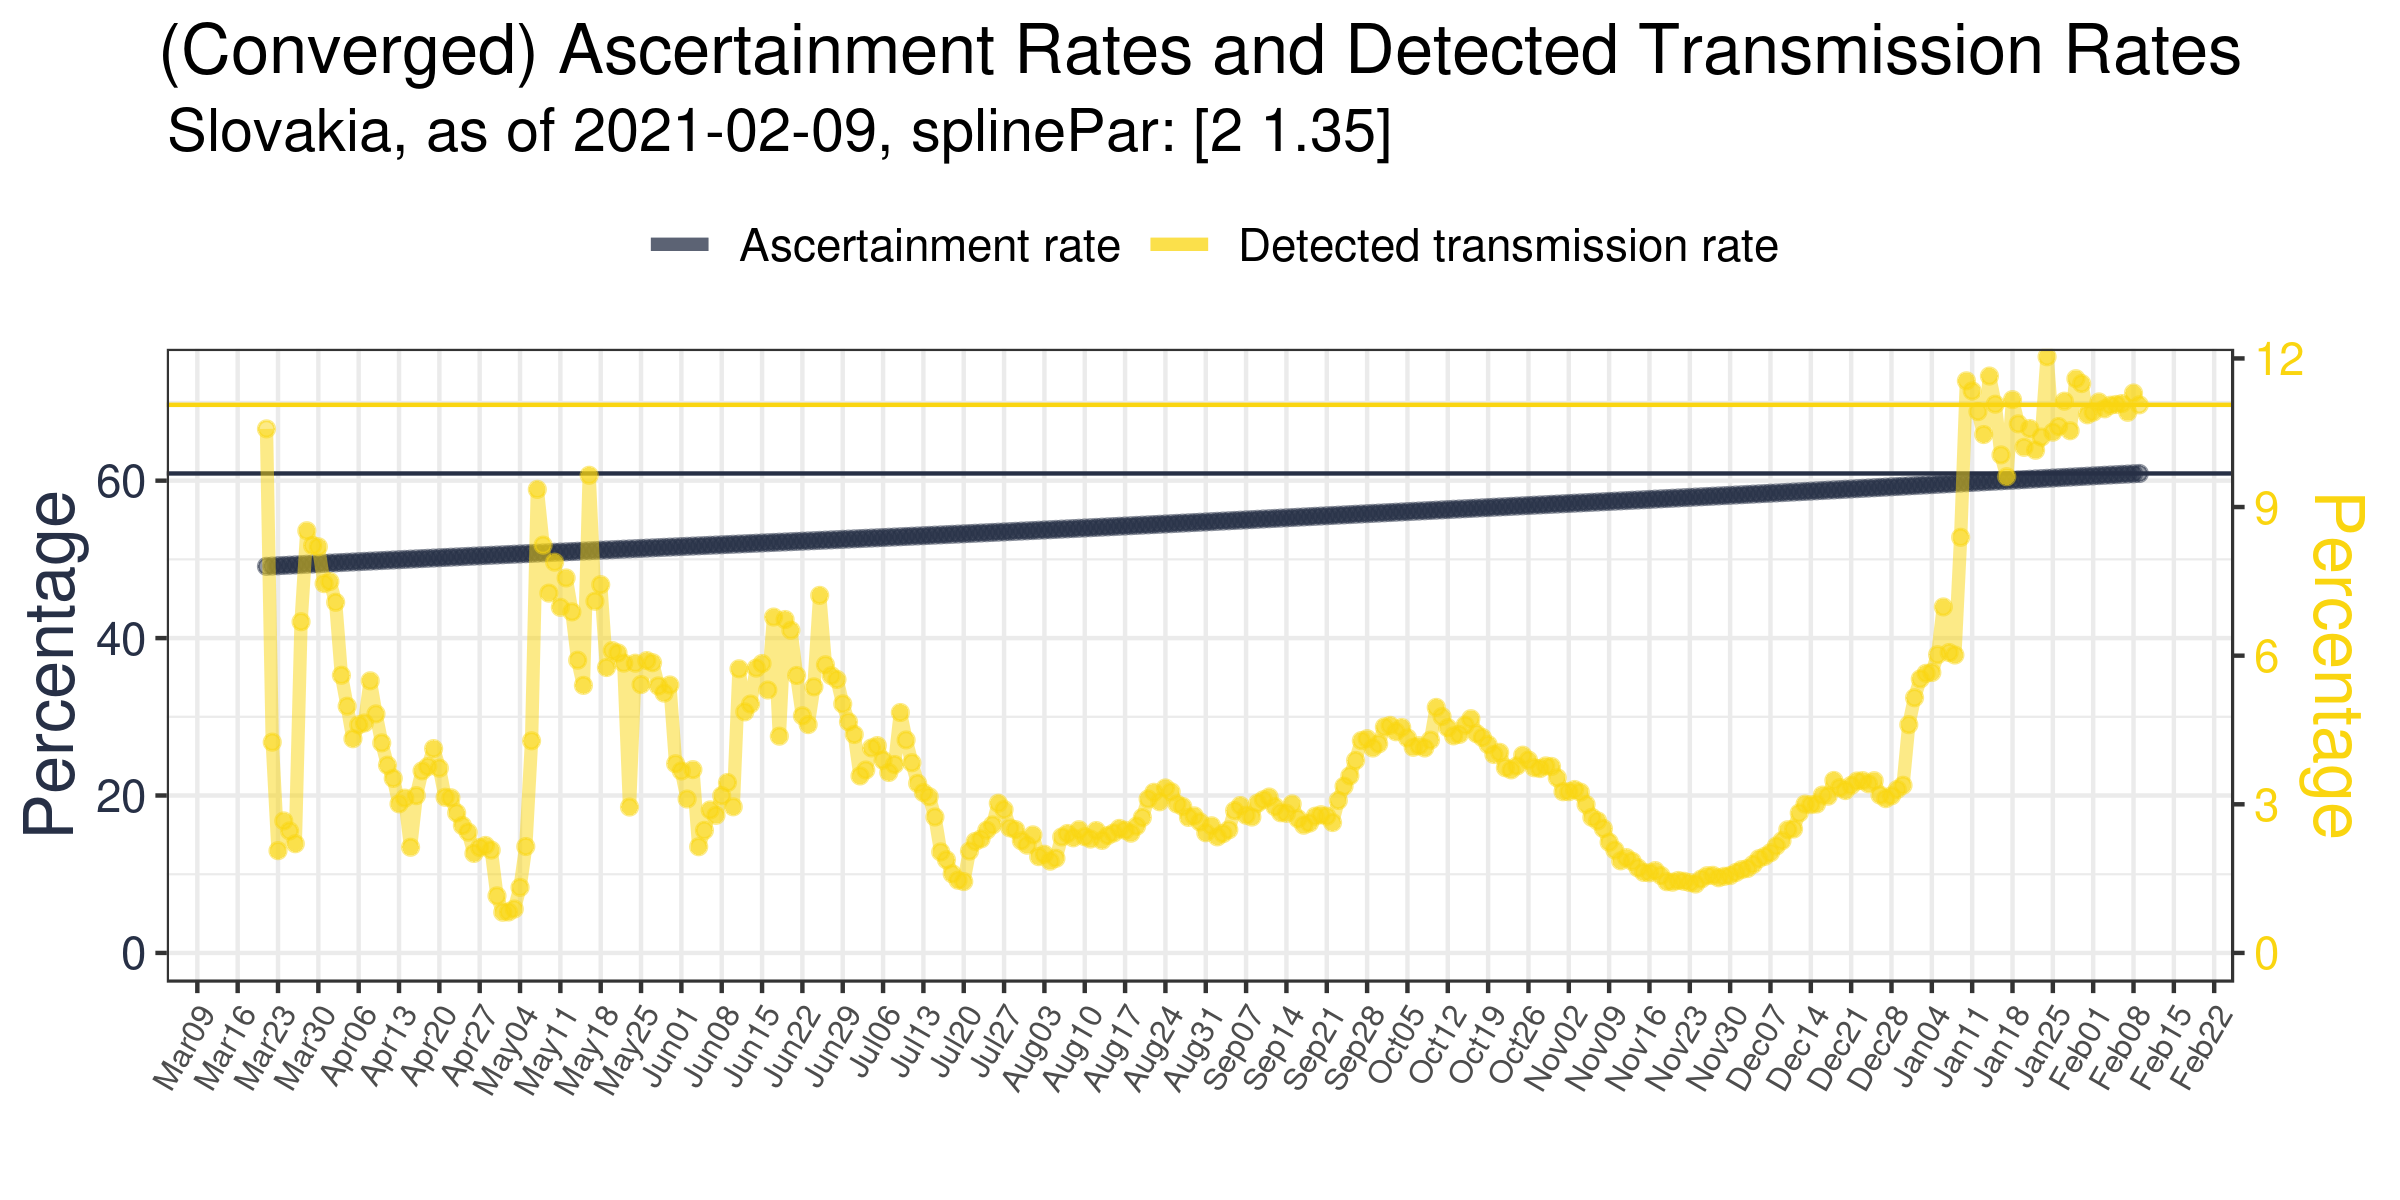 (Converged) Ascertainment Rates and Detected Transmission Rates
Slovakia, as of 2021-02-09, splinePar: [2 1.35]
Ascertainment rate
Detected transmission rate
Percentage
60
40
20
0
12
9
6
3
0
Percentage
Mar09
Mar16
Mar23
Mar30
Apr06
Apr13
Apr20
Apr27
May04
May11
May18
May25
Jun01
Jun08
Jun15
Jun22
Jun29
Jul06
Jul13
Jul20
Jul27
Aug03
Aug10
Aug17
Aug24
Aug31
Sep07
Sep14
Sep21
Sep28
Oct05
Oct12
Oct19
Oct26
Nov02
Nov09
Nov16
Nov23
Nov30
Dec07
Dec14
Dec21
Dec28
Jan04
Jan11
Jan18
Jan25
Feb01
Feb08
Feb15
Feb22